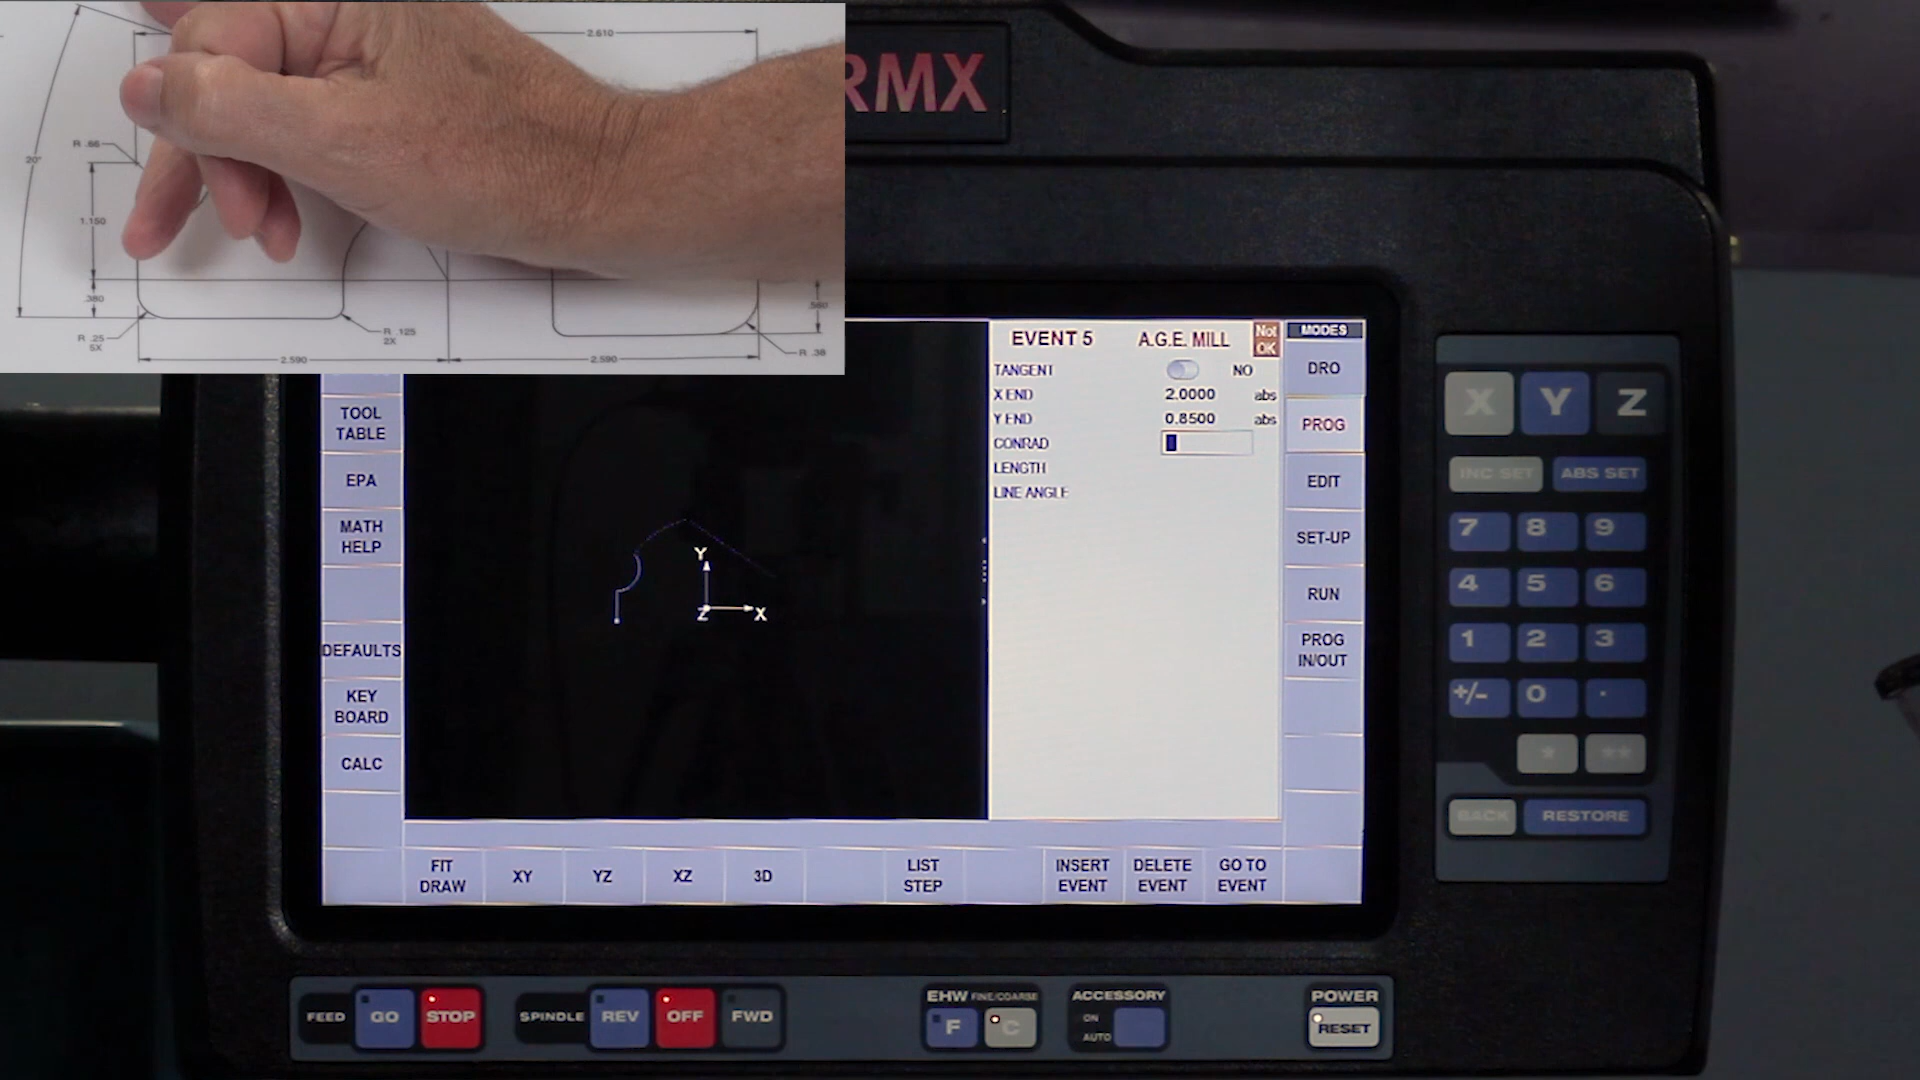 2.610
R .66
20°
1.150
.380
R .25
5X
R .125
2X
2.590
2.590
.560
R .38
RMX
EVENT 5 A.G.E. MILL Not OK
TANGENT NO
X END 2.0000 abs
Y END 0.8500 abs
CONRAD
LENGTH
LINE ANGLE
Y
Z X
TOOL TABLE
EPA
MATH HELP
DEFAULTS
KEY BOARD
CALC
MODES
DRO
PROG
EDIT
SET-UP
RUN
PROG IN/OUT
FIT DRAW XY YZ XZ 3D LIST STEP INSERT EVENT DELETE EVENT GO TO EVENT
X Y Z
INC SET ABS SET
7 8 9
4 5 6
1 2 3
+/- 0 .
* **
BACK RESTORE
FEED GO STOP
SPINDLE REV OFF FWD
EHW FINE/COARSE
F C
ACCESSORY
ON
AUTO
POWER
RESET